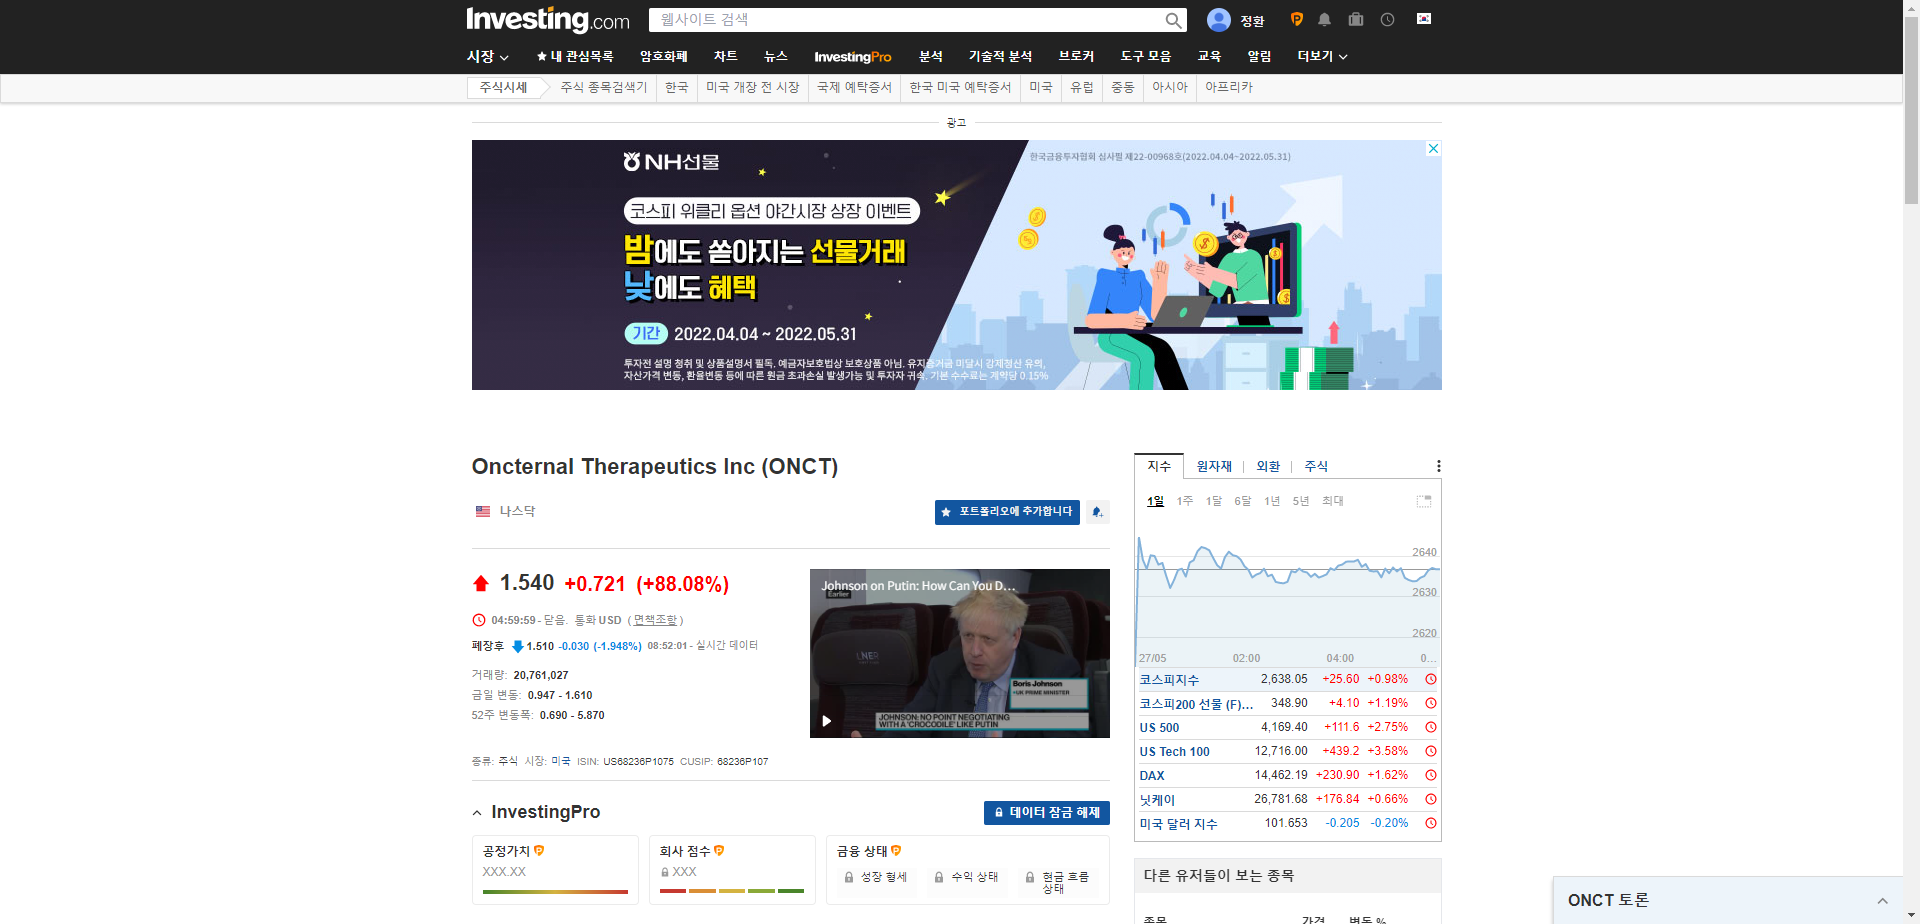 Investing.com
웹사이트 검색
정환
시장
내 관심목록
암호화폐
차트
뉴스
InvestingPro
분석
기술적 분석
브로커
도구 모음
교육
알림
더보기
주식시세
주식 종목검색기
한국
미국 개장 전 시장
국제 예탁증서
한국 미국 예탁증서
미국
유럽
중동
아시아
아프리카
광고
NH선물
한국금융투자협회 심사필 제22-00968호(2022.04.04~2022.05.31)
코스피 위클리 옵션 야간시장 상장 이벤트
밤에도 쏟아지는 선물거래
낮에도 혜택
기간 2022.04.04 ~ 2022.05.31
투자전 설명 청취 및 상품설명서 필독. 예금자보호법상 보호상품 아님. 유지증거금 미달시 강제청산 유의,
자산가격 변동, 환율변동 등에 따른 원금 초과손실 발생가능 및 투자자 귀속. 기본 수수료는 계약당 0.15%
Oncternal Therapeutics Inc (ONCT)
나스닥
포트폴리오에 추가합니다
1.540 +0.721 (+88.08%)
04:59:59 - 닫음. 통화 USD ( 면책조항 )
폐장후 1.510 -0.030 (-1.948%) 08:52:01 - 실시간 데이터
거래량: 20,761,027
금일 변동: 0.947 - 1.610
52주 변동폭: 0.690 - 5.870
Johnson on Putin: How Can You D...
Earlier
LNER
Boris Johnson
UK PRIME MINISTER
JOHNSON: NO POINT NEGOTIATING
WITH A 'CROCODILE' LIKE PUTIN
종류: 주식 시장: 미국 ISIN: US68236P1075 CUSIP: 68236P107
InvestingPro
데이터 잠금 해제
공정가치
XXX.XX
회사 점수
XXX
금융 상태
성장 형세
수익 상태
현금 흐름
상태
지수
원자재
외환
주식
1일 1주 1달 6달 1년 5년 최대
2640
2630
2620
27/05 02:00 04:00 0...
코스피지수 2,638.05 +25.60 +0.98%
코스피200 선물 (F)... 348.90 +4.10 +1.19%
US 500 4,169.40 +111.6 +2.75%
US Tech 100 12,716.00 +439.2 +3.58%
DAX 14,462.19 +230.90 +1.62%
닛케이 26,781.68 +176.84 +0.66%
미국 달러 지수 101.653 -0.205 -0.20%
다른 유저들이 보는 종목
종목 가격 변동 %
ONCT 토론